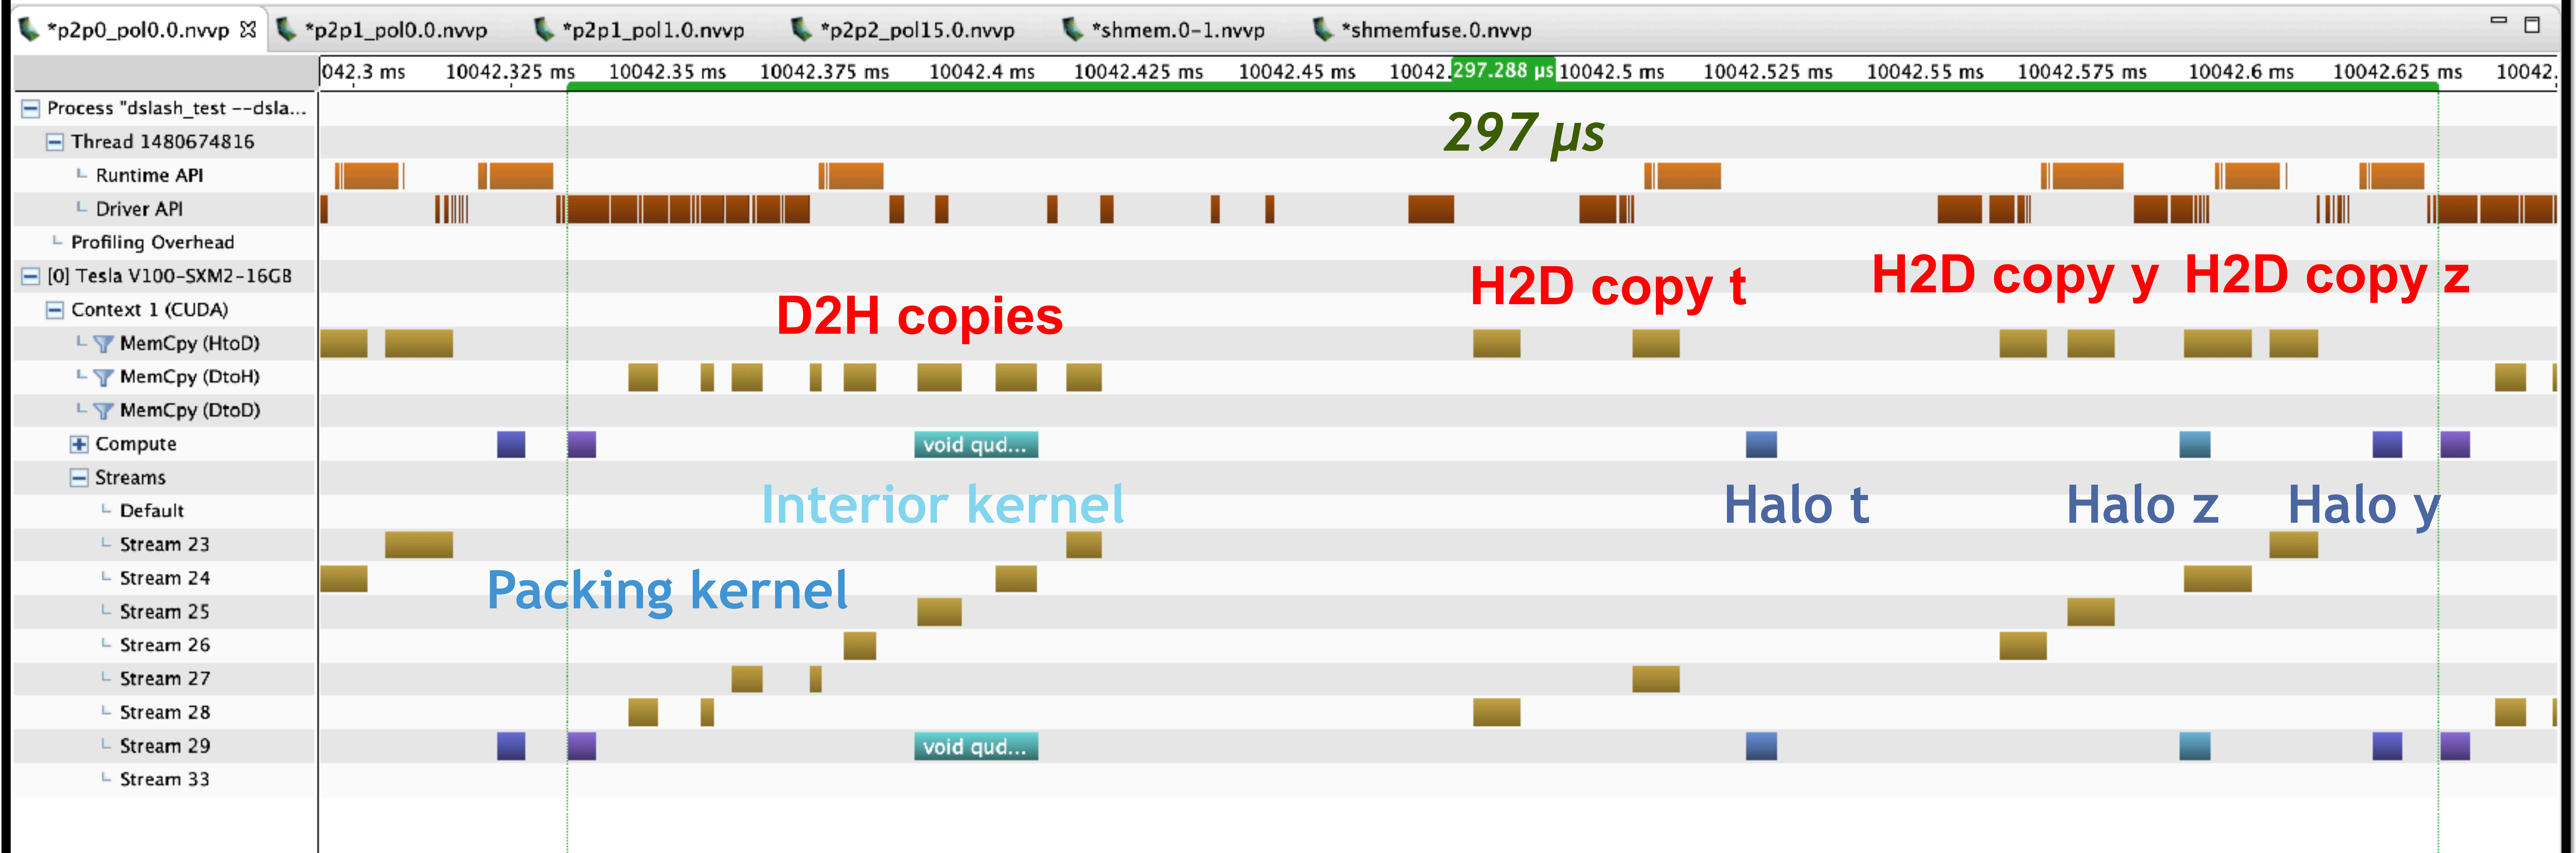 *p2p0_pol0.0.nvvp *p2p1_pol0.0.nvvp *p2p1_pol1.0.nvvp *p2p2_pol15.0.nvvp *shmem.0-1.nvvp *shmemfuse.0.nvvp
042.3 ms 10042.325 ms 10042.35 ms 10042.375 ms 10042.4 ms 10042.425 ms 10042.45 ms 10042. 297.288 µs 10042.5 ms 10042.525 ms 10042.55 ms 10042.575 ms 10042.6 ms 10042.625 ms 10042.
Process "dslash_test --dsla...
297 µs
Thread 1480674816
Runtime API
Driver API
Profiling Overhead
[0] Tesla V100-SXM2-16GB
H2D copy t H2D copy y H2D copy z
Context 1 (CUDA)
D2H copies
MemCpy (HtoD)
MemCpy (DtoH)
MemCpy (DtoD)
Compute void qud...
Streams
Interior kernel Halo t Halo z Halo y
Default
Stream 23
Stream 24
Packing kernel
Stream 25
Stream 26
Stream 27
Stream 28
Stream 29 void qud...
Stream 33